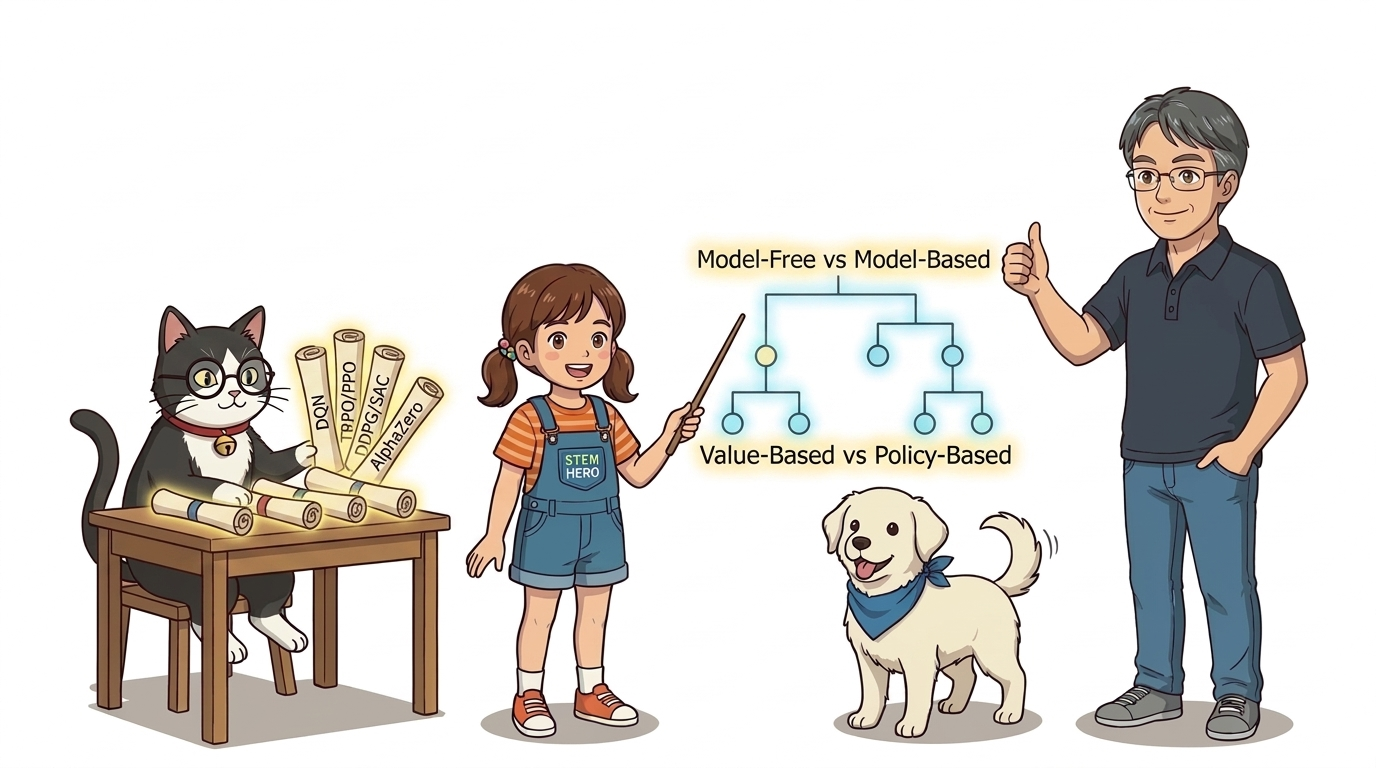 DQN
TRPO/PPO
DDPG/SAC
AlphaZero
STEM
HERO
Model-Free vs Model-Based
Value-Based vs Policy-Based